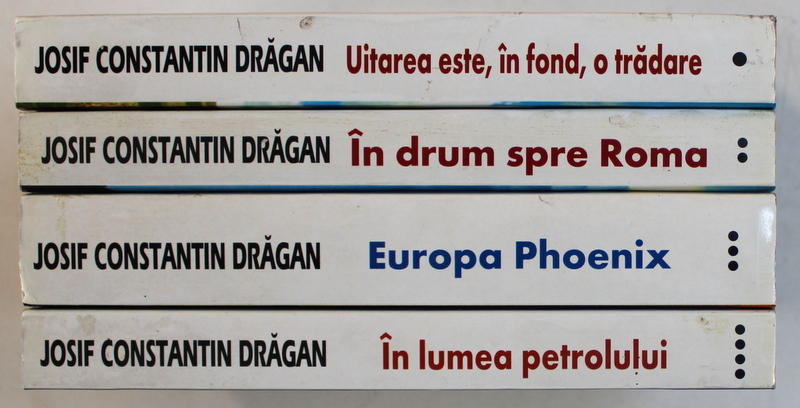 JOSIF CONSTANTIN DRĂGAN Uitarea este, în fond, o trădare
JOSIF CONSTANTIN DRĂGAN În drum spre Roma
JOSIF CONSTANTIN DRĂGAN Europa Phoenix
JOSIF CONSTANTIN DRĂGAN În lumea petrolului